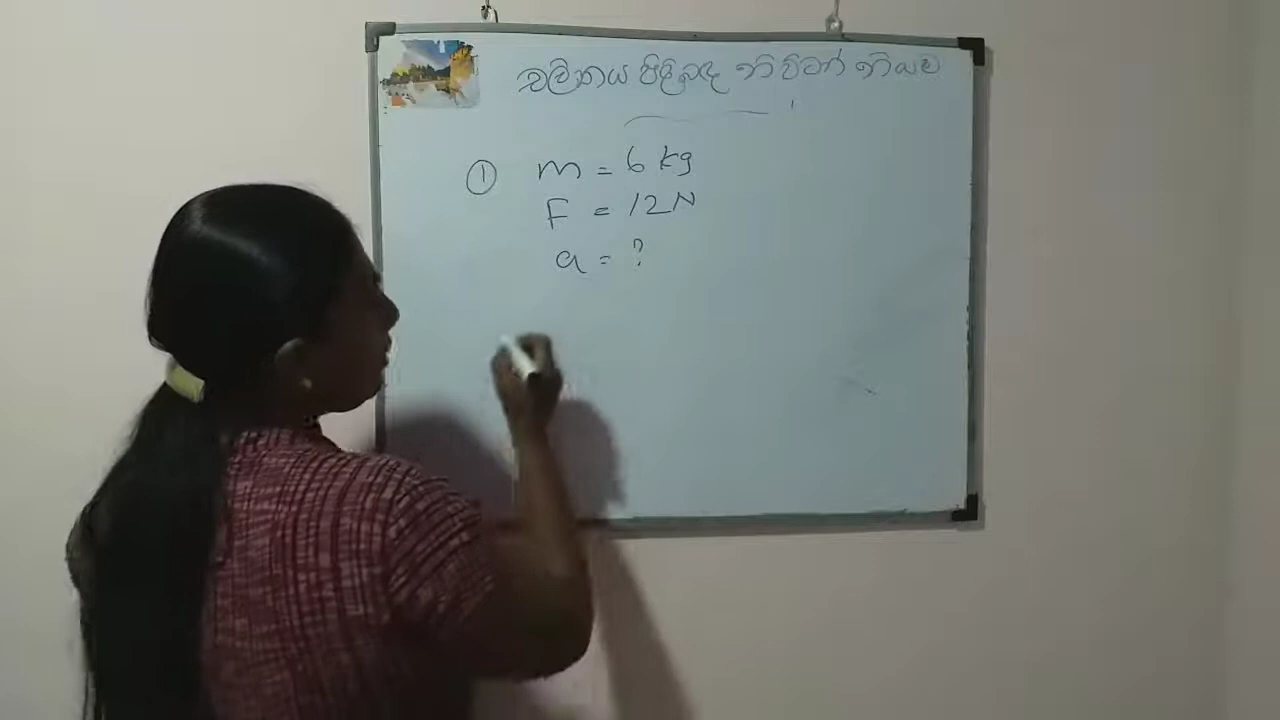 චලිතය පිළිබඳ නිව්ටන් නියම
① m = 6 kg
F = 12 N
a = ?